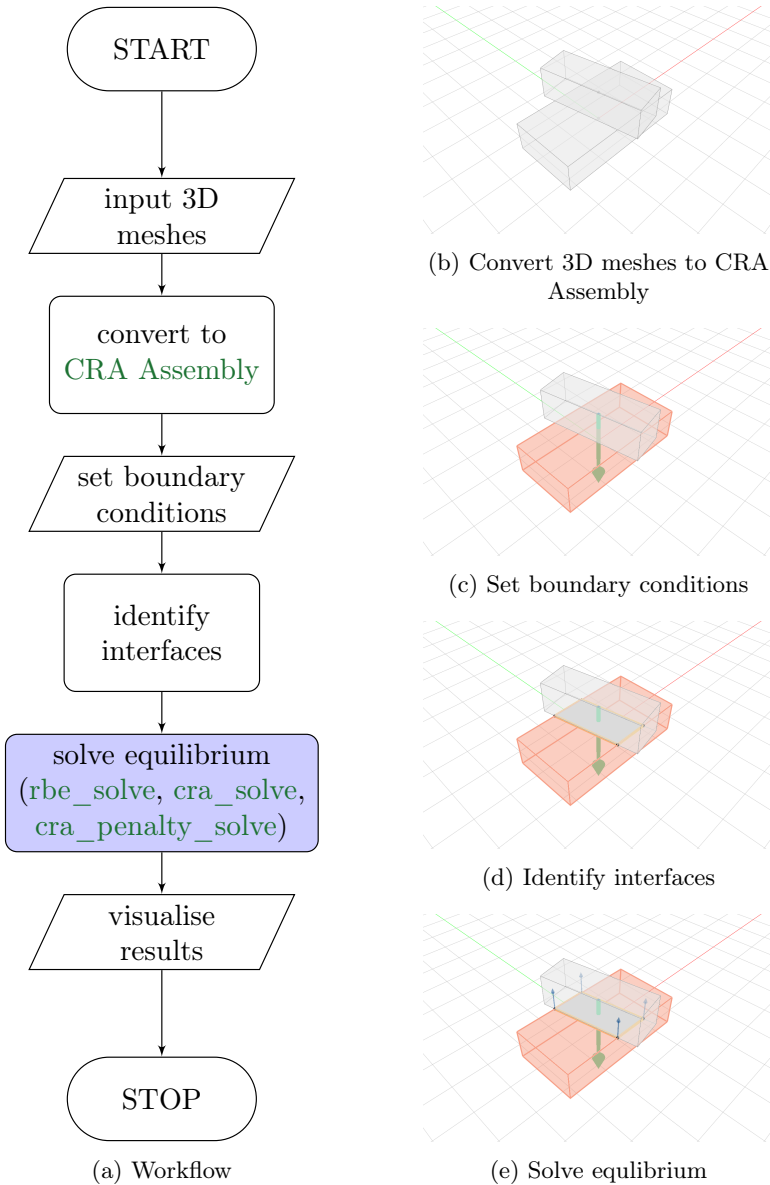 START
input 3D
meshes
convert to
CRA Assembly
set boundary
conditions
identify
interfaces
solve equilibrium
(rbe_solve, cra_solve,
cra_penalty_solve)
visualise
results
STOP
(a) Workflow
(b) Convert 3D meshes to CRA
Assembly
(c) Set boundary conditions
(d) Identify interfaces
(e) Solve equlibrium